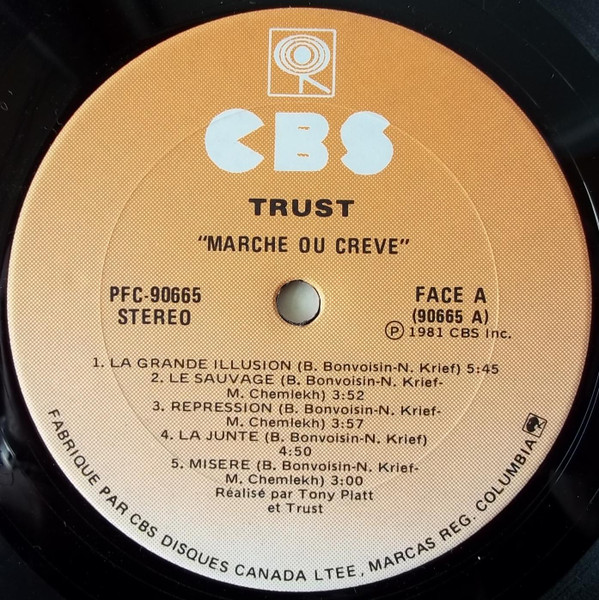 CBS
TRUST
"MARCHE OU CREVE"
PFC-90665
STEREO
FACE A
(90665 A)
Ⓟ 1981 CBS Inc.
1. LA GRANDE ILLUSION (B. Bonvoisin-N. Krief) 5:45
2. LE SAUVAGE (B. Bonvoisin-N. Krief-
M. Chemlekh) 3:52
3. REPRESSION (B. Bonvoisin-N. Krief-
M. Chemlekh) 3:57
4. LA JUNTE (B. Bonvoisin-N. Krief)
4:50
5. MISERE (B. Bonvoisin-N. Krief-
M. Chemlekh) 3:00
Réalisé par Tony Platt
et Trust
FABRIQUE PAR CBS DISQUES CANADA LTEE, MARCAS REG. COLUMBIA